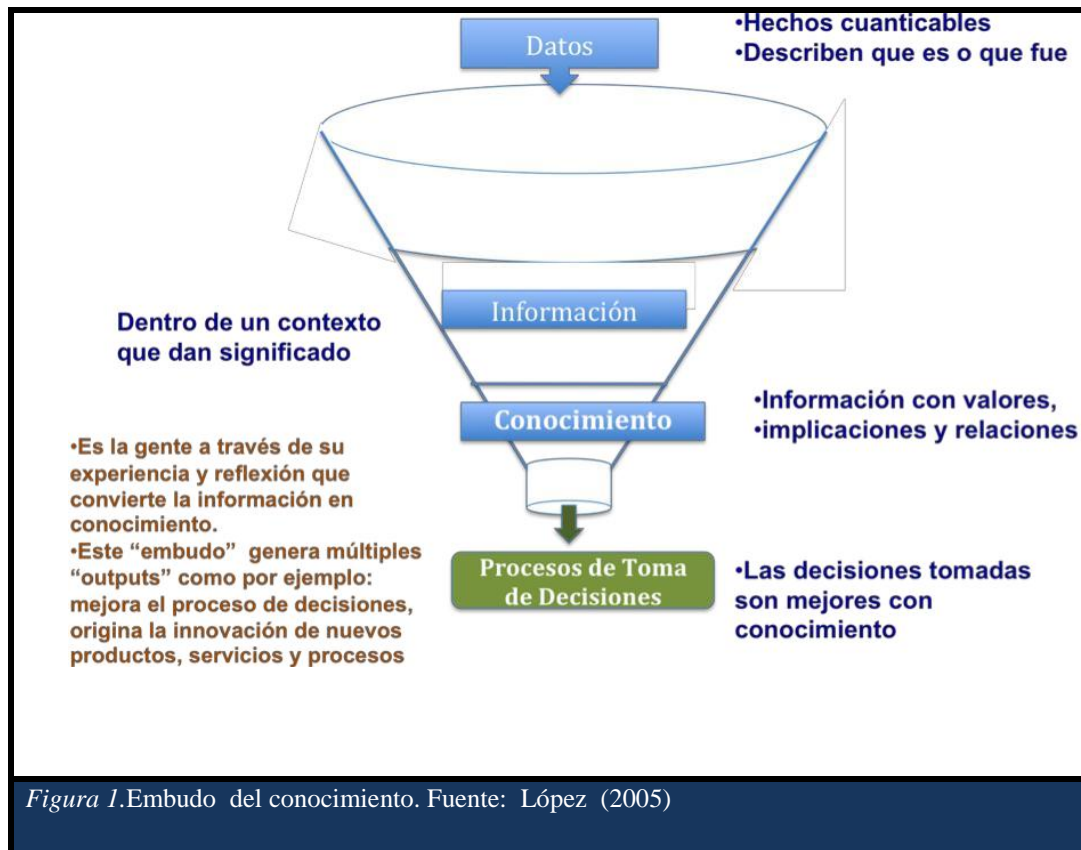 Datos
•Hechos cuanticables
•Describen que es o que fue
Información
Dentro de un contexto
que dan significado
Conocimiento
•Información con valores,
•implicaciones y relaciones
•Es la gente a través de su
experiencia y reflexión que
convierte la información en
conocimiento.
•Este “embudo” genera múltiples
“outputs” como por ejemplo:
mejora el proceso de decisiones,
origina la innovación de nuevos
productos, servicios y procesos
Procesos de Toma
de Decisiones
•Las decisiones tomadas
son mejores con
conocimiento
Figura 1.Embudo del conocimiento. Fuente: López (2005)